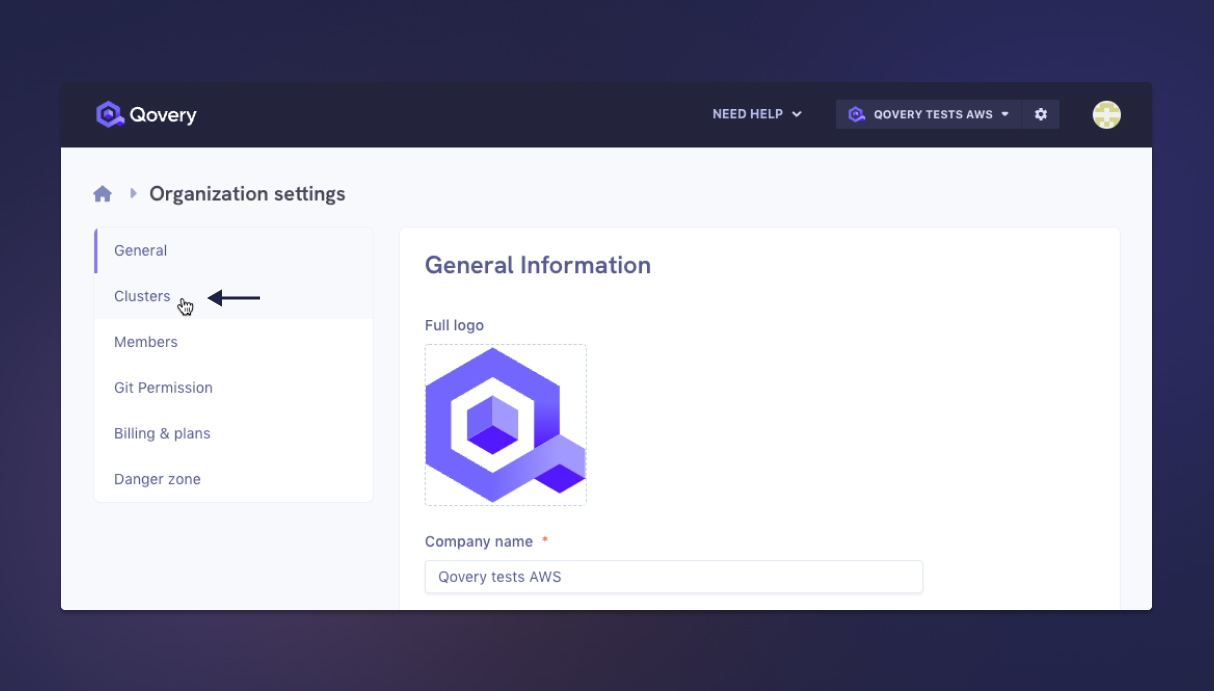 Qovery
NEED HELP
QOVERY TESTS AWS
Organization settings
General
Clusters
Members
Git Permission
Billing & plans
Danger zone
General Information
Full logo
Company name *
Qovery tests AWS